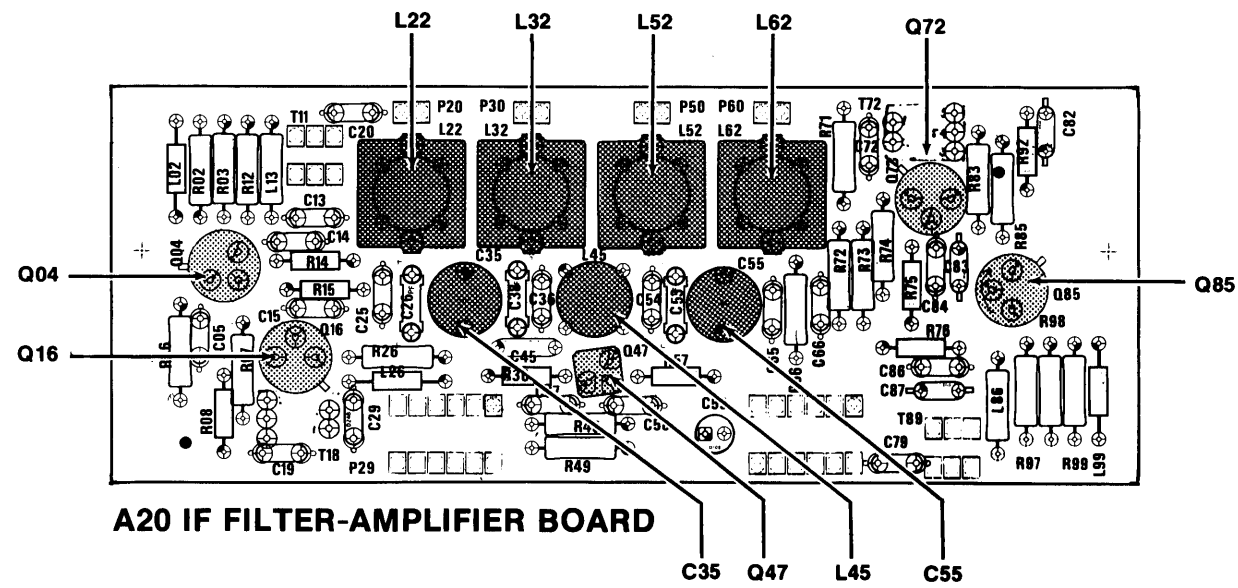 L22 L32 L52 L62 Q72
P20 P30 P50 P60 T72 C82
T11 C20 L22 L32 L52 L62 R71 C72 R92
L02 R02 R03 R12 L13 Q72 R83
C13 R85
Q04 C14 C35 L45 C55 R74
R14 R72 R73
Q04 R15 C25 C26 C36 C54 R75 C84 Q85 Q85
C15 Q16 C66 R98
C05 R76
Q16 C45 Q47
R26 C86
L26 C87 L86
R08 C29 T89
C79
C19 T18 P29 R49 R97 R99 L99
A20 IF FILTER-AMPLIFIER BOARD
C35 Q47 L45 C55